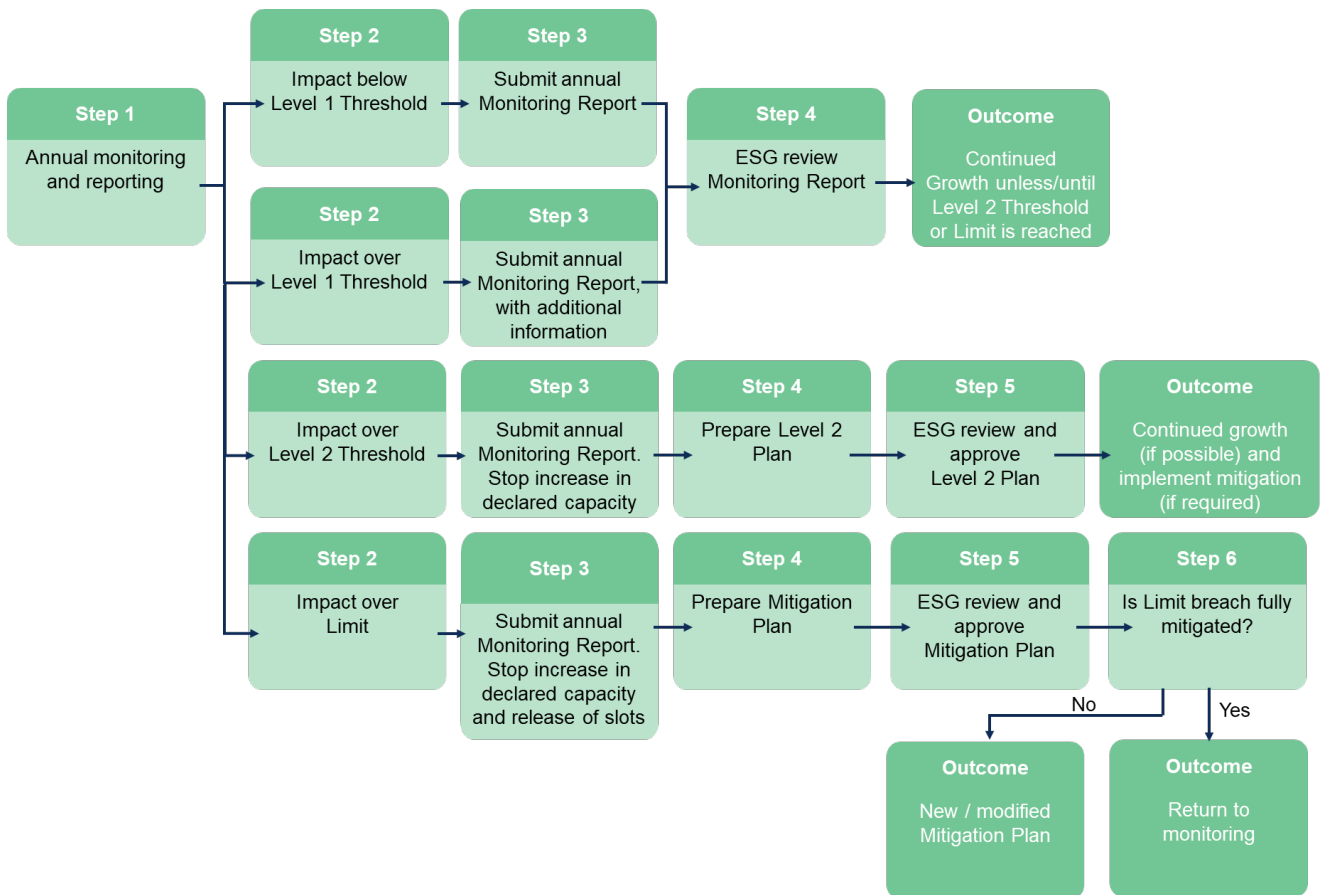 Step 1
Annual monitoring
and reporting
Step 2
Impact below
Level 1 Threshold
Step 3
Submit annual
Monitoring Report
Step 2
Impact over
Level 1 Threshold
Step 3
Submit annual
Monitoring Report,
with additional
information
Step 4
ESG review
Monitoring Report
Outcome
Continued
Growth unless/until
Level 2 Threshold
or Limit is reached
Step 2
Impact over
Level 2 Threshold
Step 3
Submit annual
Monitoring Report.
Stop increase in
declared capacity
Step 4
Prepare Level 2
Plan
Step 5
ESG review and
approve
Level 2 Plan
Outcome
Continued growth
(if possible) and
implement mitigation
(if required)
Step 2
Impact over
Limit
Step 3
Submit annual
Monitoring Report.
Stop increase in
declared capacity
and release of slots
Step 4
Prepare Mitigation
Plan
Step 5
ESG review and
approve
Mitigation Plan
Step 6
Is Limit breach fully
mitigated?
No
Yes
Outcome
New / modified
Mitigation Plan
Outcome
Return to
monitoring